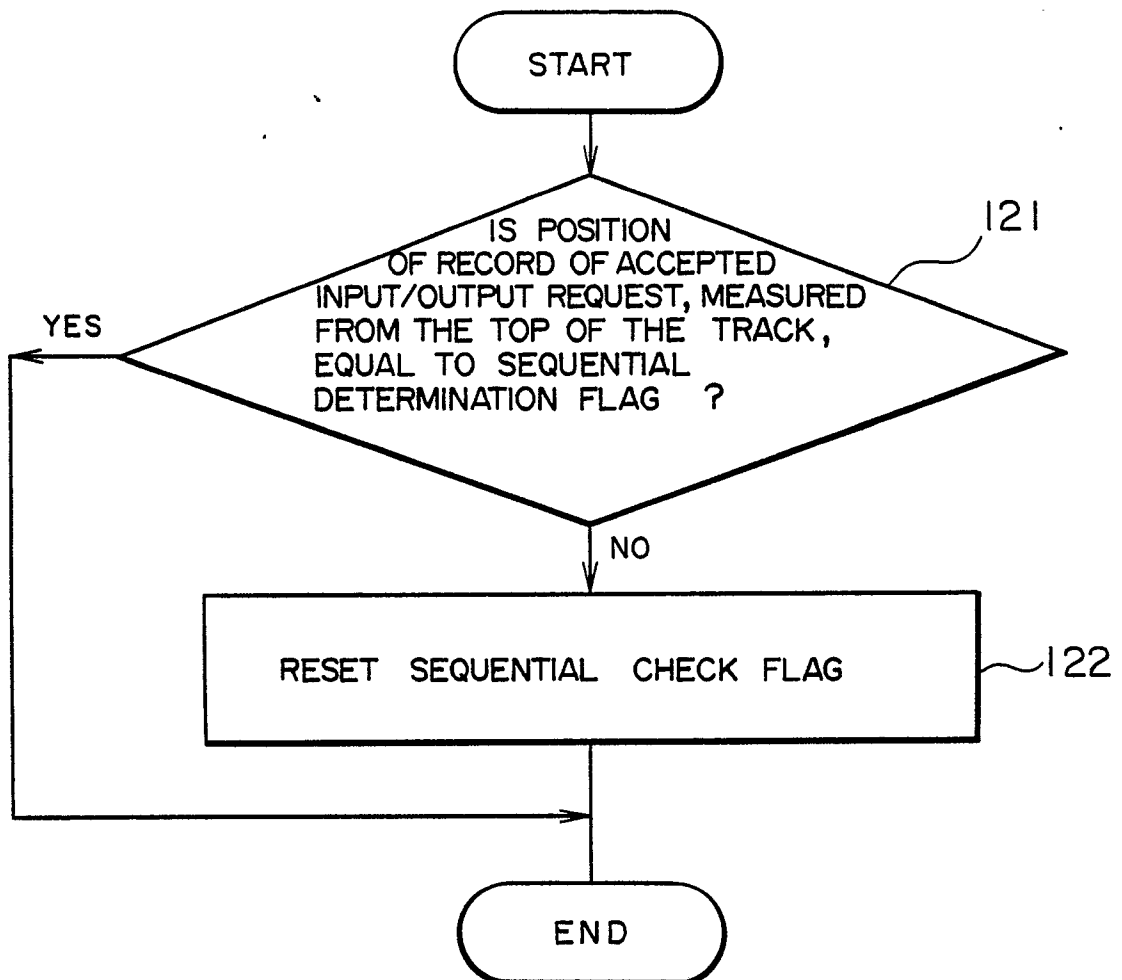 START
IS POSITION
OF RECORD OF ACCEPTED
INPUT/OUTPUT REQUEST, MEASURED
FROM THE TOP OF THE TRACK,
EQUAL TO SEQUENTIAL
DETERMINATION FLAG ?
121
YES
NO
RESET SEQUENTIAL CHECK FLAG
122
END